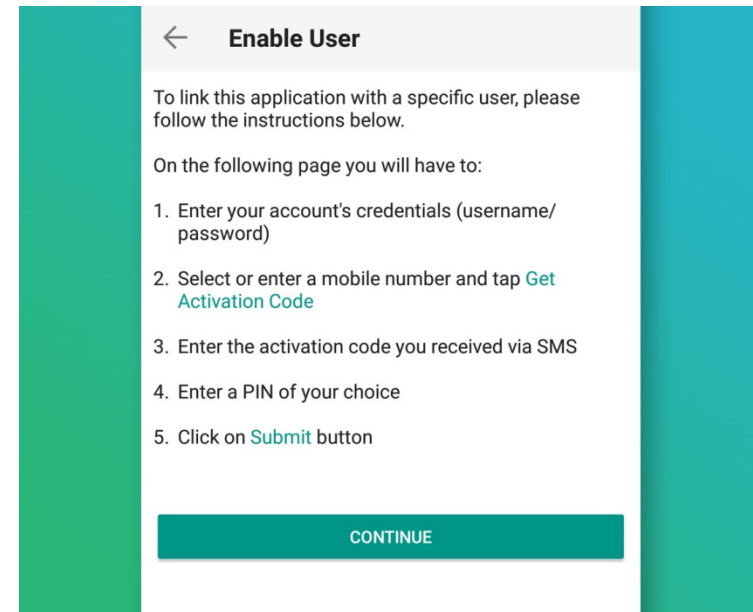 Enable User
To link this application with a specific user, please
follow the instructions below.
On the following page you will have to:
1. Enter your account's credentials (username/
password)
2. Select or enter a mobile number and tap Get
Activation Code
3. Enter the activation code you received via SMS
4. Enter a PIN of your choice
5. Click on Submit button
CONTINUE